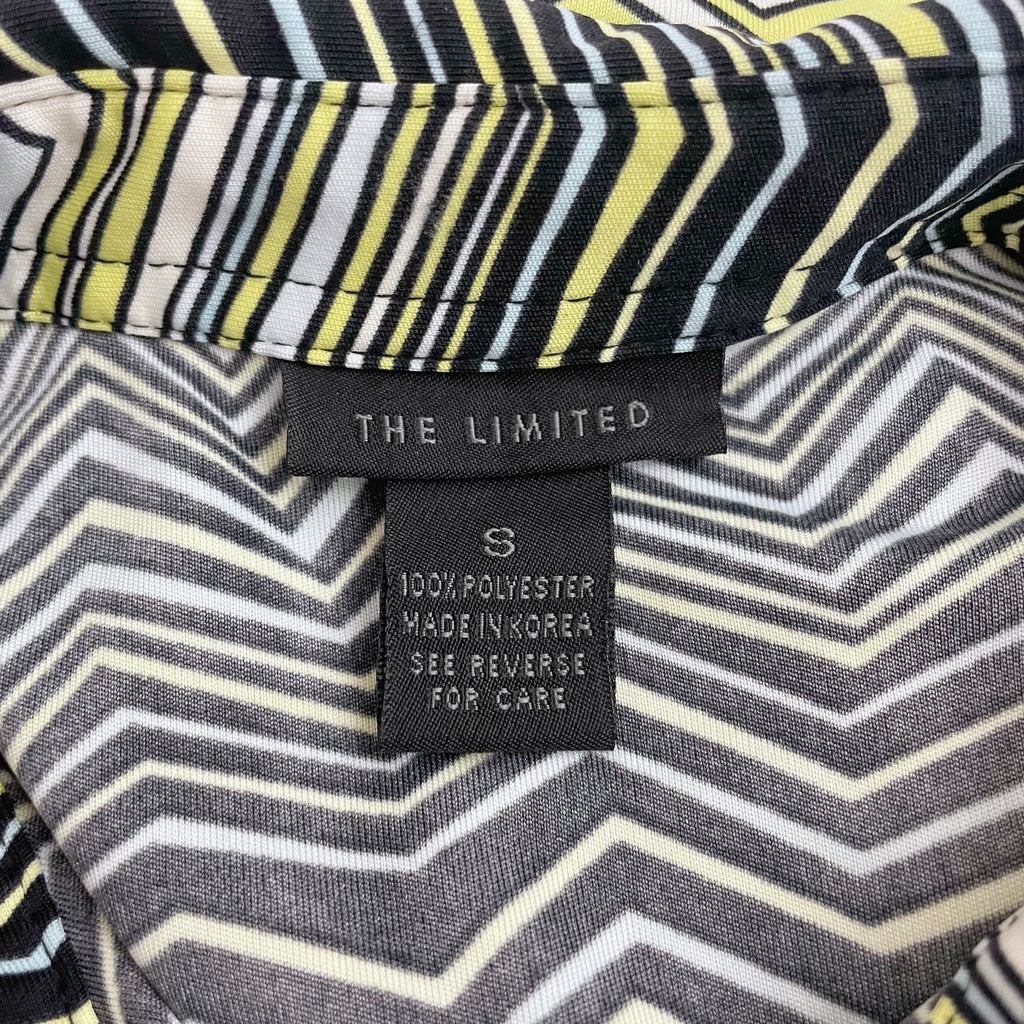 THE LIMITED
S
100% POLYESTER
MADE IN KOREA
SEE REVERSE
FOR CARE